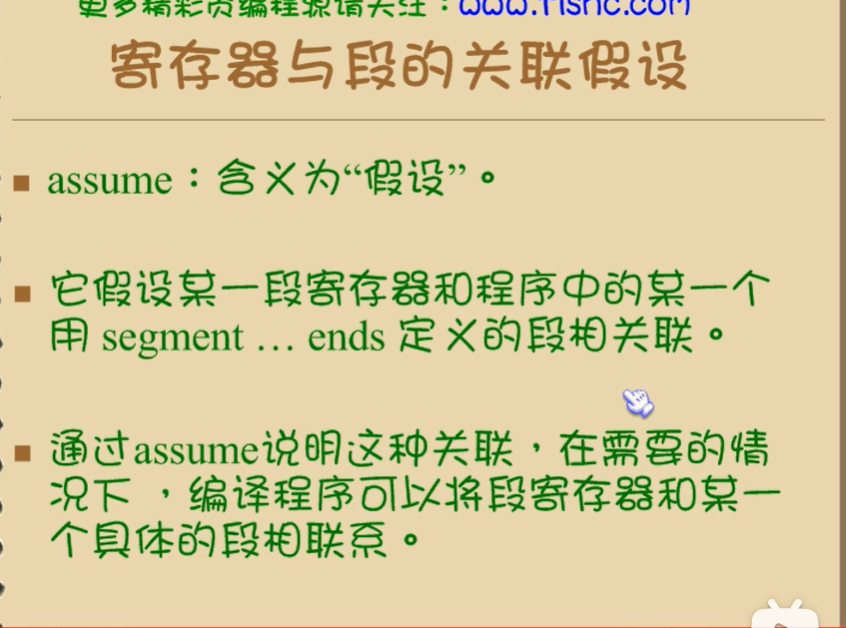 更多精彩资编程源请关注：www.fishc.com
寄存器与段的关联假设
assume：含义为“假设”。
它假设某一段寄存器和程序中的某一个
用 segment … ends 定义的段相关联。
通过assume说明这种关联，在需要的情
况下 ，编译程序可以将段寄存器和某一
个具体的段相联系。